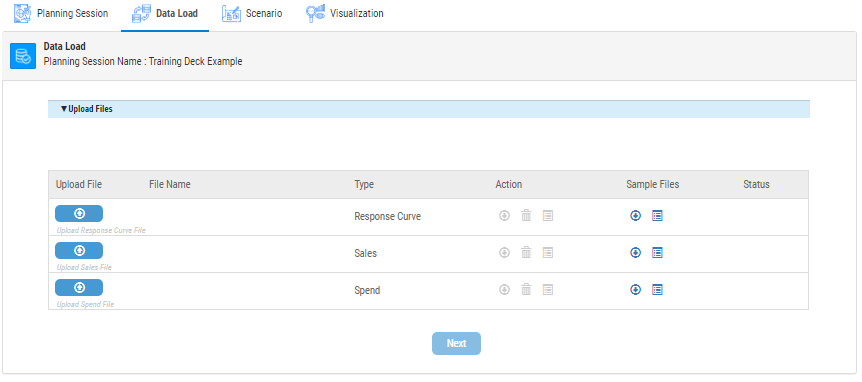 Planning Session Data Load Scenario Visualization
Data Load
Planning Session Name : Training Deck Example
▼Upload Files
Upload File File Name Type Action Sample Files Status
Response Curve
Upload Response Curve File
Sales
Upload Sales File
Spend
Upload Spend File
Next